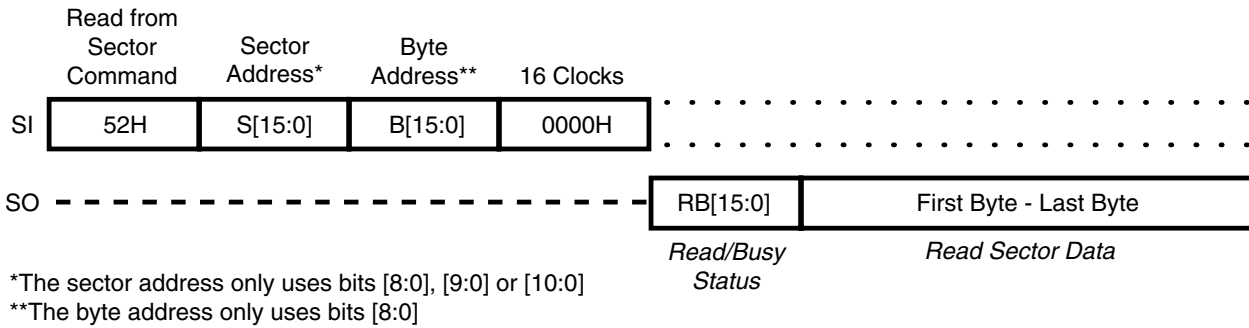 Read from
Sector
Command
Sector
Address*
Byte
Address**
16 Clocks
SI
52H
S[15:0]
B[15:0]
0000H
SO
RB[15:0]
First Byte - Last Byte
Read/Busy
Status
Read Sector Data
*The sector address only uses bits [8:0], [9:0] or [10:0]
**The byte address only uses bits [8:0]